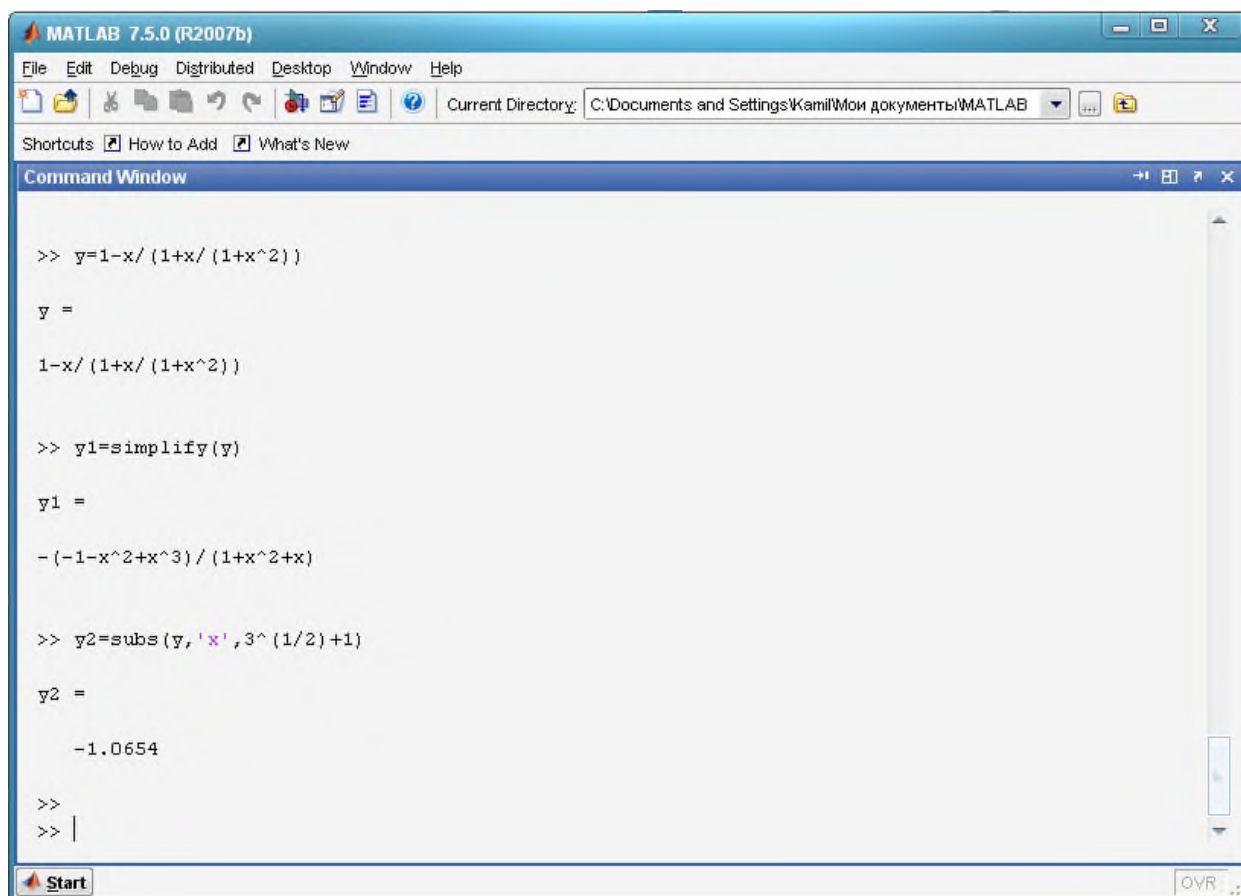 MATLAB 7.5.0 (R2007b)
File Edit Debug Distributed Desktop Window Help
Current Directory: C:\Documents and Settings\Kamil\Мои документы\MATLAB ...
Shortcuts How to Add What's New
Command Window
>> y=1-x/(1+x/(1+x^2))
y =
1-x/(1+x/(1+x^2))
>> y1=simplify(y)
y1 =
-(-1-x^2+x^3)/(1+x^2+x)
>> y2=subs(y,'x',3^(1/2)+1)
y2 =
-1.0654
>>
>>
Start OVR